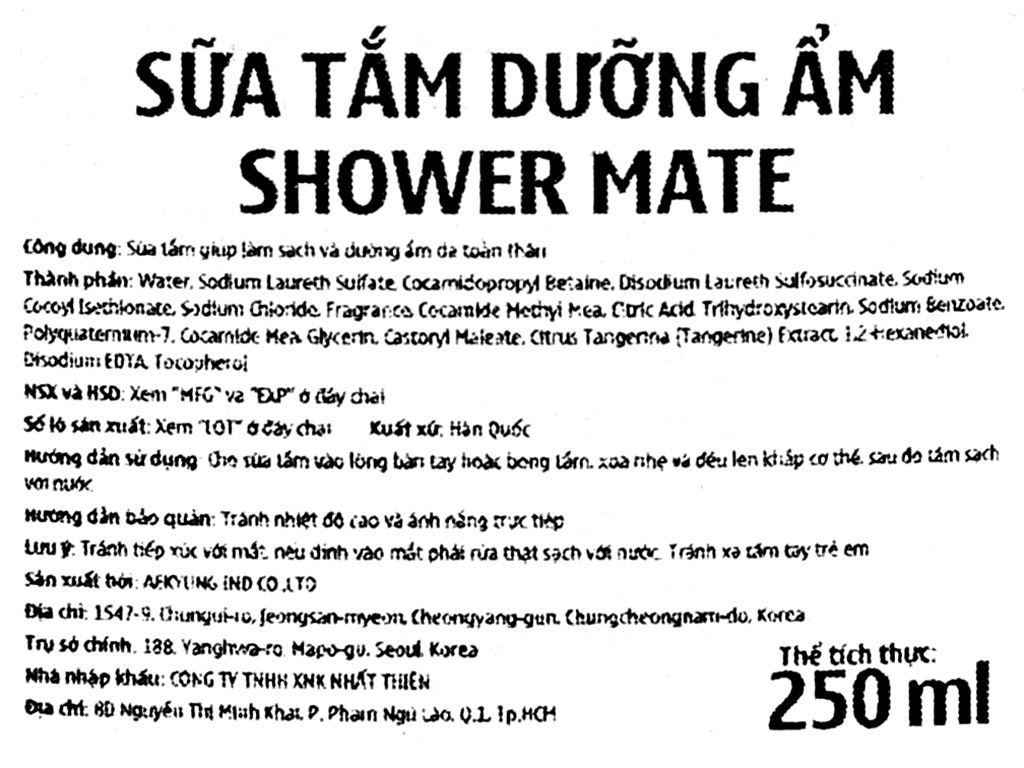 SỮA TẮM DƯỠNG ẨM
SHOWER MATE
Công dung: Sữa tắm giúp làm sạch và dưỡng ẩm da toàn thân
Thành phần: Water, Sodium Laureth Sulfate, Cocamidopropyl Betaine, Disodium Laureth Sulfosuccinate, Sodium
Cocoyl Isethionate, Sodium Chloride, Fragrance, Cocamide Methyl Mea, Citric Acid, Trihydroxystearin, Sodium Benzoate,
Polyquaternium-7, Cocamide Mea, Glycerin, Castoryl Maleate, Citrus Tangerina (Tangerine) Extract, 1,2-Hexanediol,
Disodium EDTA, Tocopherol
NSX và HSD: Xem "MFG" và "EXP" ở đáy chai
Số lô sản xuất: Xem "LOT" ở đáy chai Xuất xứ: Hàn Quốc
Hướng dẫn sử dụng: Cho sữa tắm vào lòng bàn tay hoặc bông tắm, xoa nhẹ và đều lên khắp cơ thể, sau đó tắm sạch
với nước.
Hướng dẫn bảo quản: Tránh nhiệt độ cao và ánh nắng trực tiếp
Lưu ý: Tránh tiếp xúc với mắt, nếu dính vào mắt phải rửa thật sạch với nước. Tránh xa tầm tay trẻ em
Sản xuất bởi: AEKYUNG IND CO.,LTD
Địa chỉ: 1547-9, Chungui-ro, Jeongsan-myeon, Cheongyang-gun, Chungcheongnam-do, Korea
Trụ sở chính: 188, Yanghwa-ro, Mapo-gu, Seoul, Korea
Nhà nhập khẩu: CÔNG TY TNHH XNK NHẤT THIÊN
Địa chỉ: 8D Nguyễn Thị Minh Khai, P. Phạm Ngũ Lão, Q.1, Tp.HCM
Thể tích thực:
250 ml